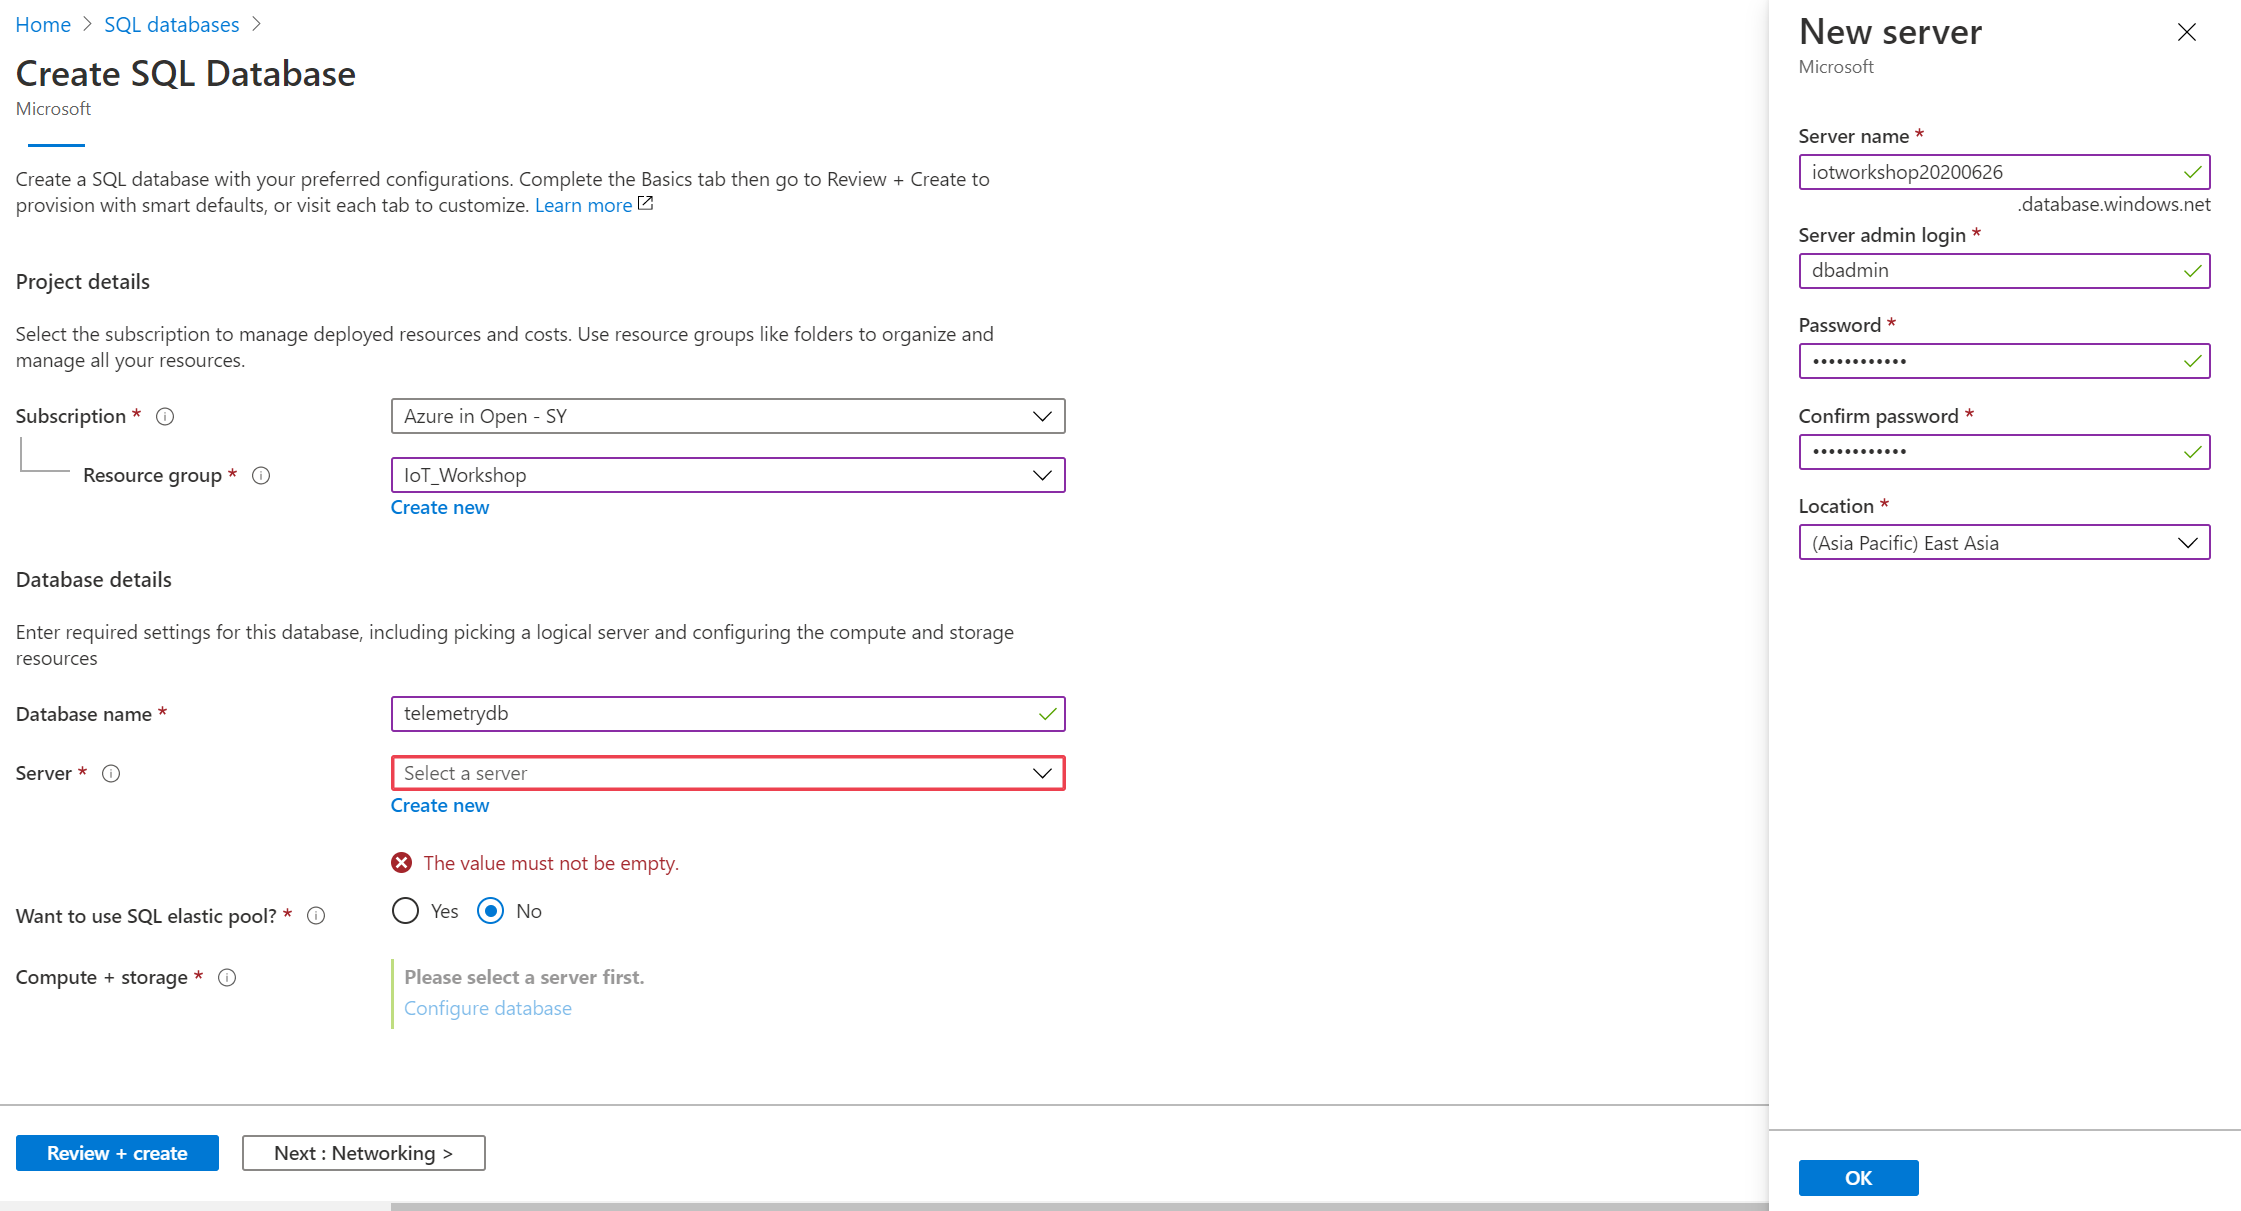 Home > SQL databases >
Create SQL Database
Microsoft
Create a SQL database with your preferred configurations. Complete the Basics tab then go to Review + Create to
provision with smart defaults, or visit each tab to customize. Learn more
Project details
Select the subscription to manage deployed resources and costs. Use resource groups like folders to organize and
manage all your resources.
Subscription *
Azure in Open - SY
Resource group *
IoT_Workshop
Create new
Database details
Enter required settings for this database, including picking a logical server and configuring the compute and storage
resources
Database name *
telemetrydb
Server *
Select a server
Create new
The value must not be empty.
Want to use SQL elastic pool? *
Yes No
Compute + storage *
Please select a server first.
Configure database
Review + create
Next : Networking >
New server
Microsoft
Server name *
iotworkshop20200626
.database.windows.net
Server admin login *
dbadmin
Password *
••••••••••••
Confirm password *
••••••••••••
Location *
(Asia Pacific) East Asia
OK